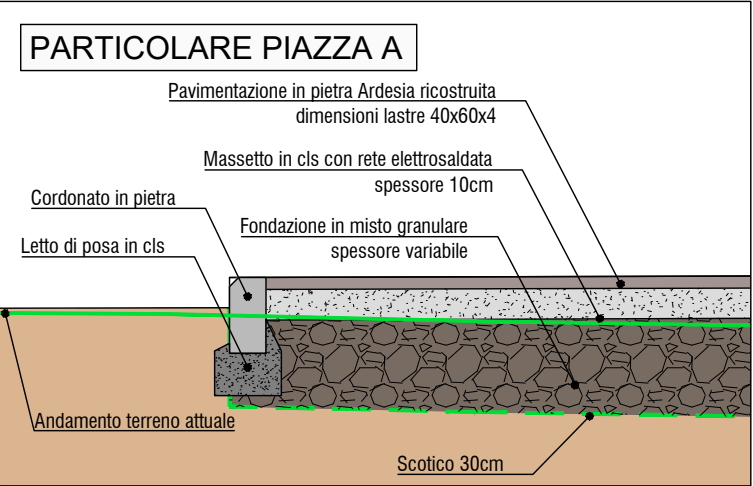 PARTICOLARE PIAZZA A
Pavimentazione in pietra Ardesia ricostruita
dimensioni lastre 40x60x4
Massetto in cls con rete elettrosaldata
spessore 10cm
Cordonato in pietra
Fondazione in misto granulare
spessore variabile
Letto di posa in cls
Andamento terreno attuale
Scotico 30cm